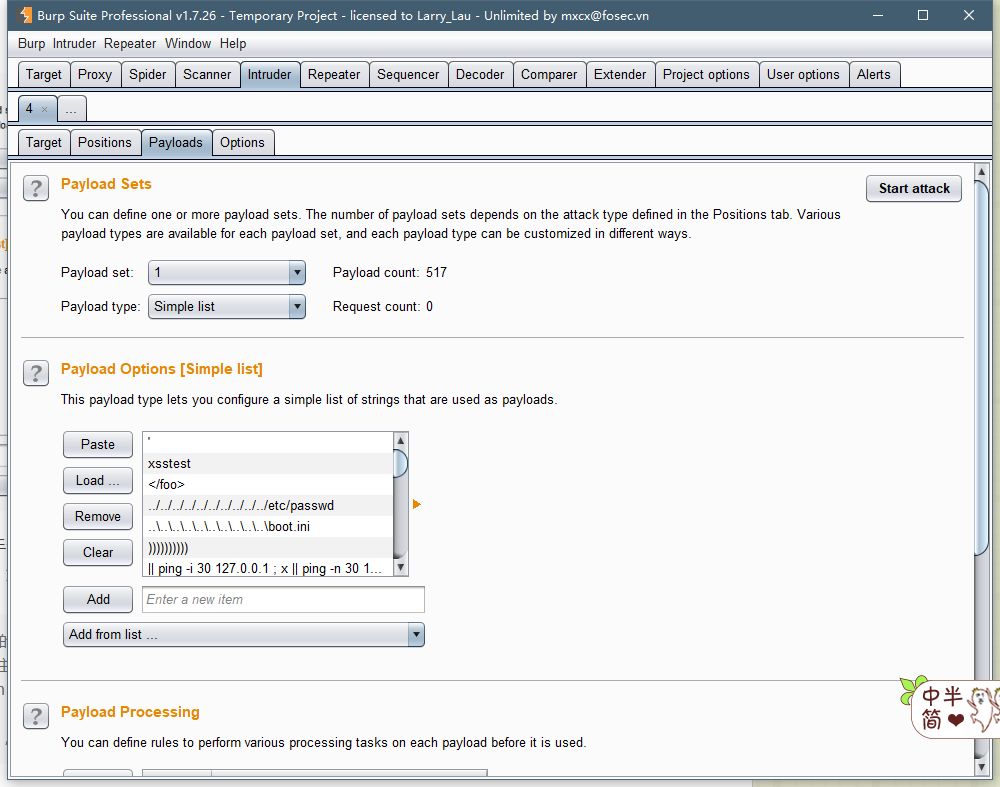 Burp Suite Professional v1.7.26 - Temporary Project - licensed to Larry_Lau - Unlimited by mxcx@fosec.vn
Burp Intruder Repeater Window Help
Target Proxy Spider Scanner Intruder Repeater Sequencer Decoder Comparer Extender Project options User options Alerts
4 × ...
Target Positions Payloads Options
? Payload Sets
Start attack
You can define one or more payload sets. The number of payload sets depends on the attack type defined in the Positions tab. Various
payload types are available for each payload set, and each payload type can be customized in different ways.
Payload set: 1 Payload count: 517
Payload type: Simple list Request count: 0
? Payload Options [Simple list]
This payload type lets you configure a simple list of strings that are used as payloads.
Paste
Load ...
Remove
Clear
'
xsstest
</foo>
../../../../../../../../../../etc/passwd
..\..\..\..\..\..\..\..\..\..\boot.ini
))))))))))
|| ping -i 30 127.0.0.1 ; x || ping -n 30 1...
Add Enter a new item
Add from list ...
? Payload Processing
You can define rules to perform various processing tasks on each payload before it is used.
中半
简